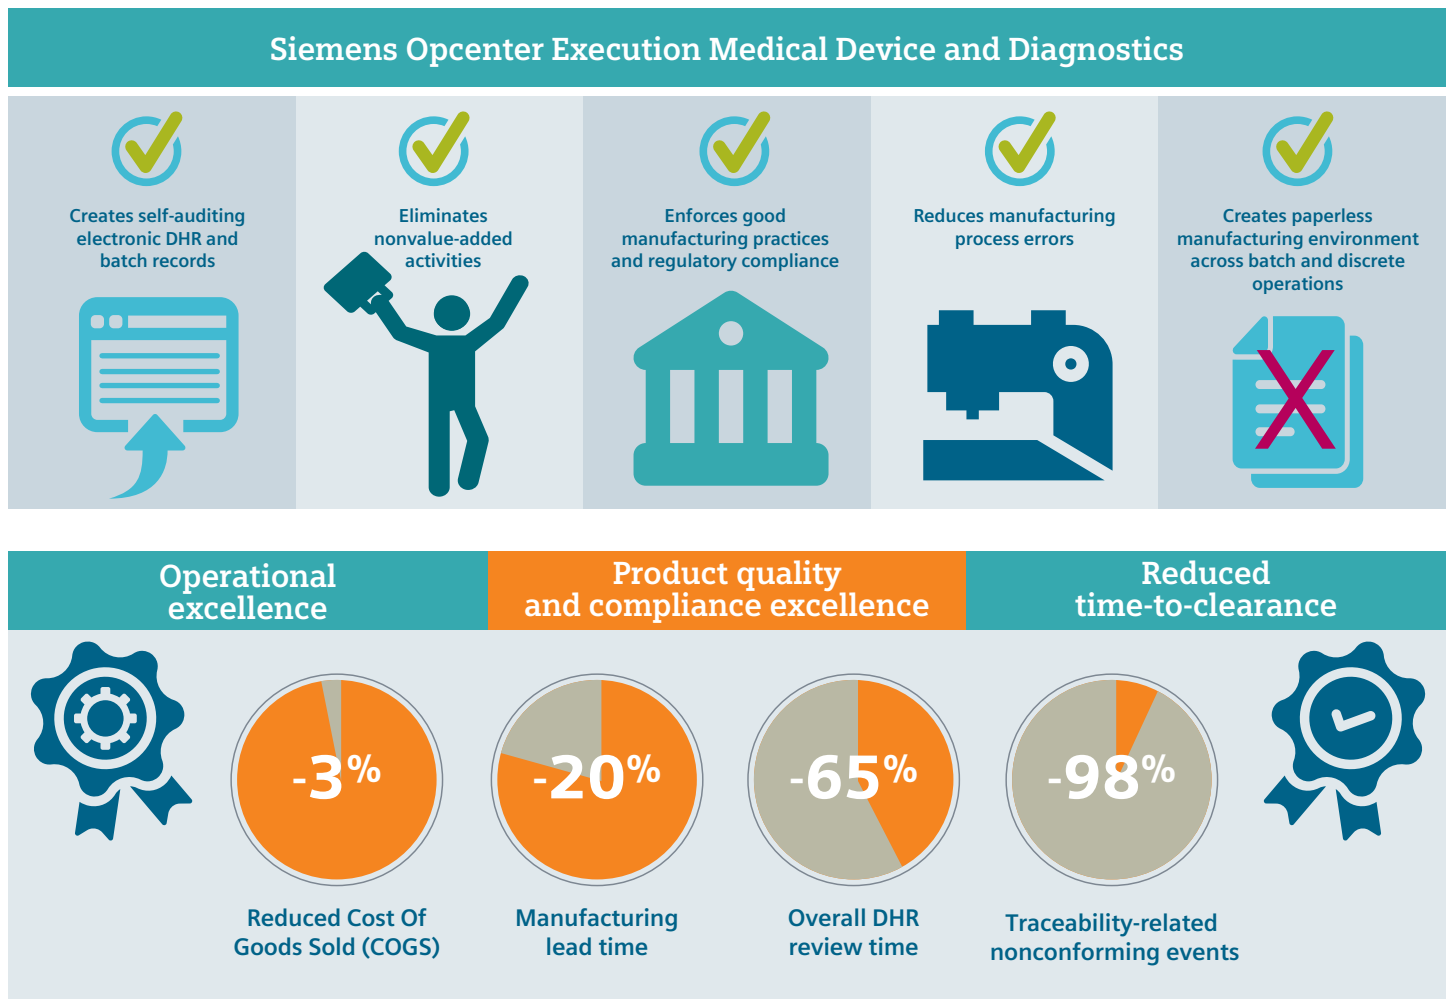 Siemens Opcenter Execution Medical Device and Diagnostics
Creates self-auditing
electronic DHR and
batch records
Eliminates
nonvalue-added
activities
Enforces good
manufacturing practices
and regulatory compliance
Reduces manufacturing
process errors
Creates paperless
manufacturing environment
across batch and discrete
operations
Operational
excellence
Product quality
and compliance excellence
Reduced
time-to-clearance
-3%
Reduced Cost Of
Goods Sold (COGS)
-20%
Manufacturing
lead time
-65%
Overall DHR
review time
-98%
Traceability-related
nonconforming events